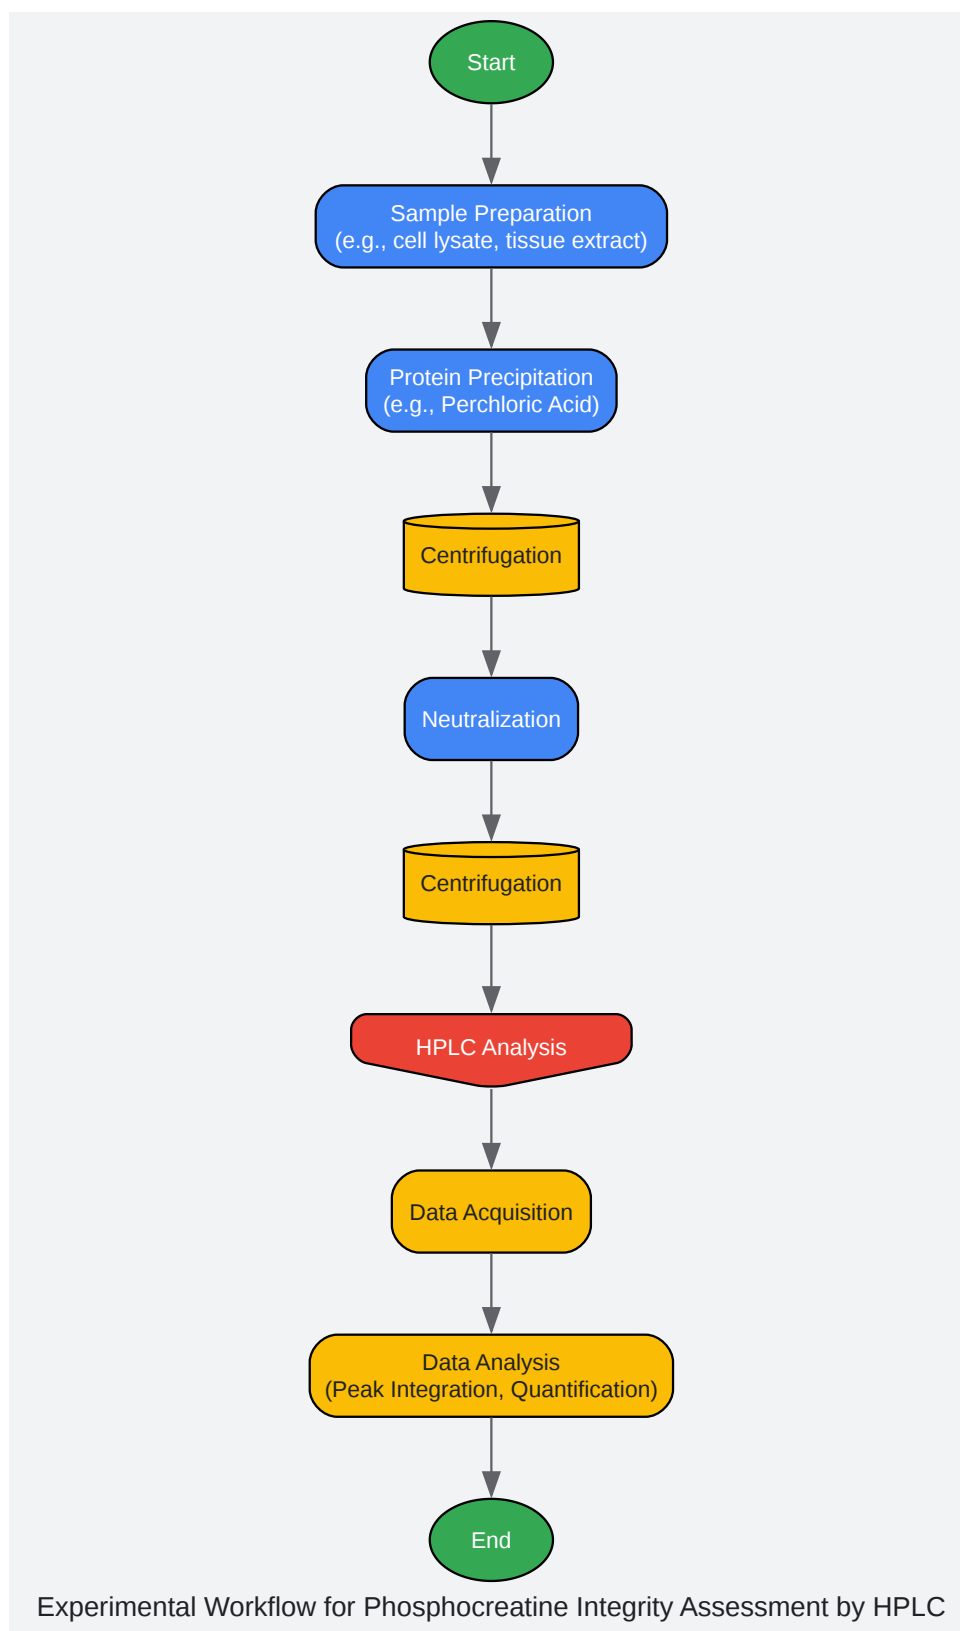 Start
Sample Preparation
(e.g., cell lysate, tissue extract)
Protein Precipitation
(e.g., Perchloric Acid)
Centrifugation
Neutralization
Centrifugation
HPLC Analysis
Data Acquisition
Data Analysis
(Peak Integration, Quantification)
End
Experimental Workflow for Phosphocreatine Integrity Assessment by HPLC